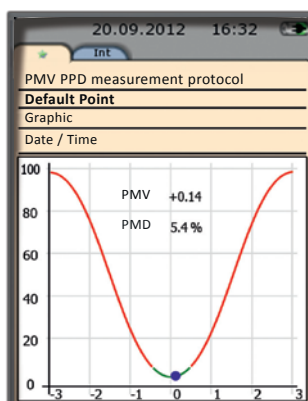 20.09.2012 16:32
Int
PMV PPD measurement protocol
Default Point
Graphic
Date / Time
100
PMV +0.14
80
PMD 5.4 %
60
40
20
0
-3 -2 -1 0 1 2 3